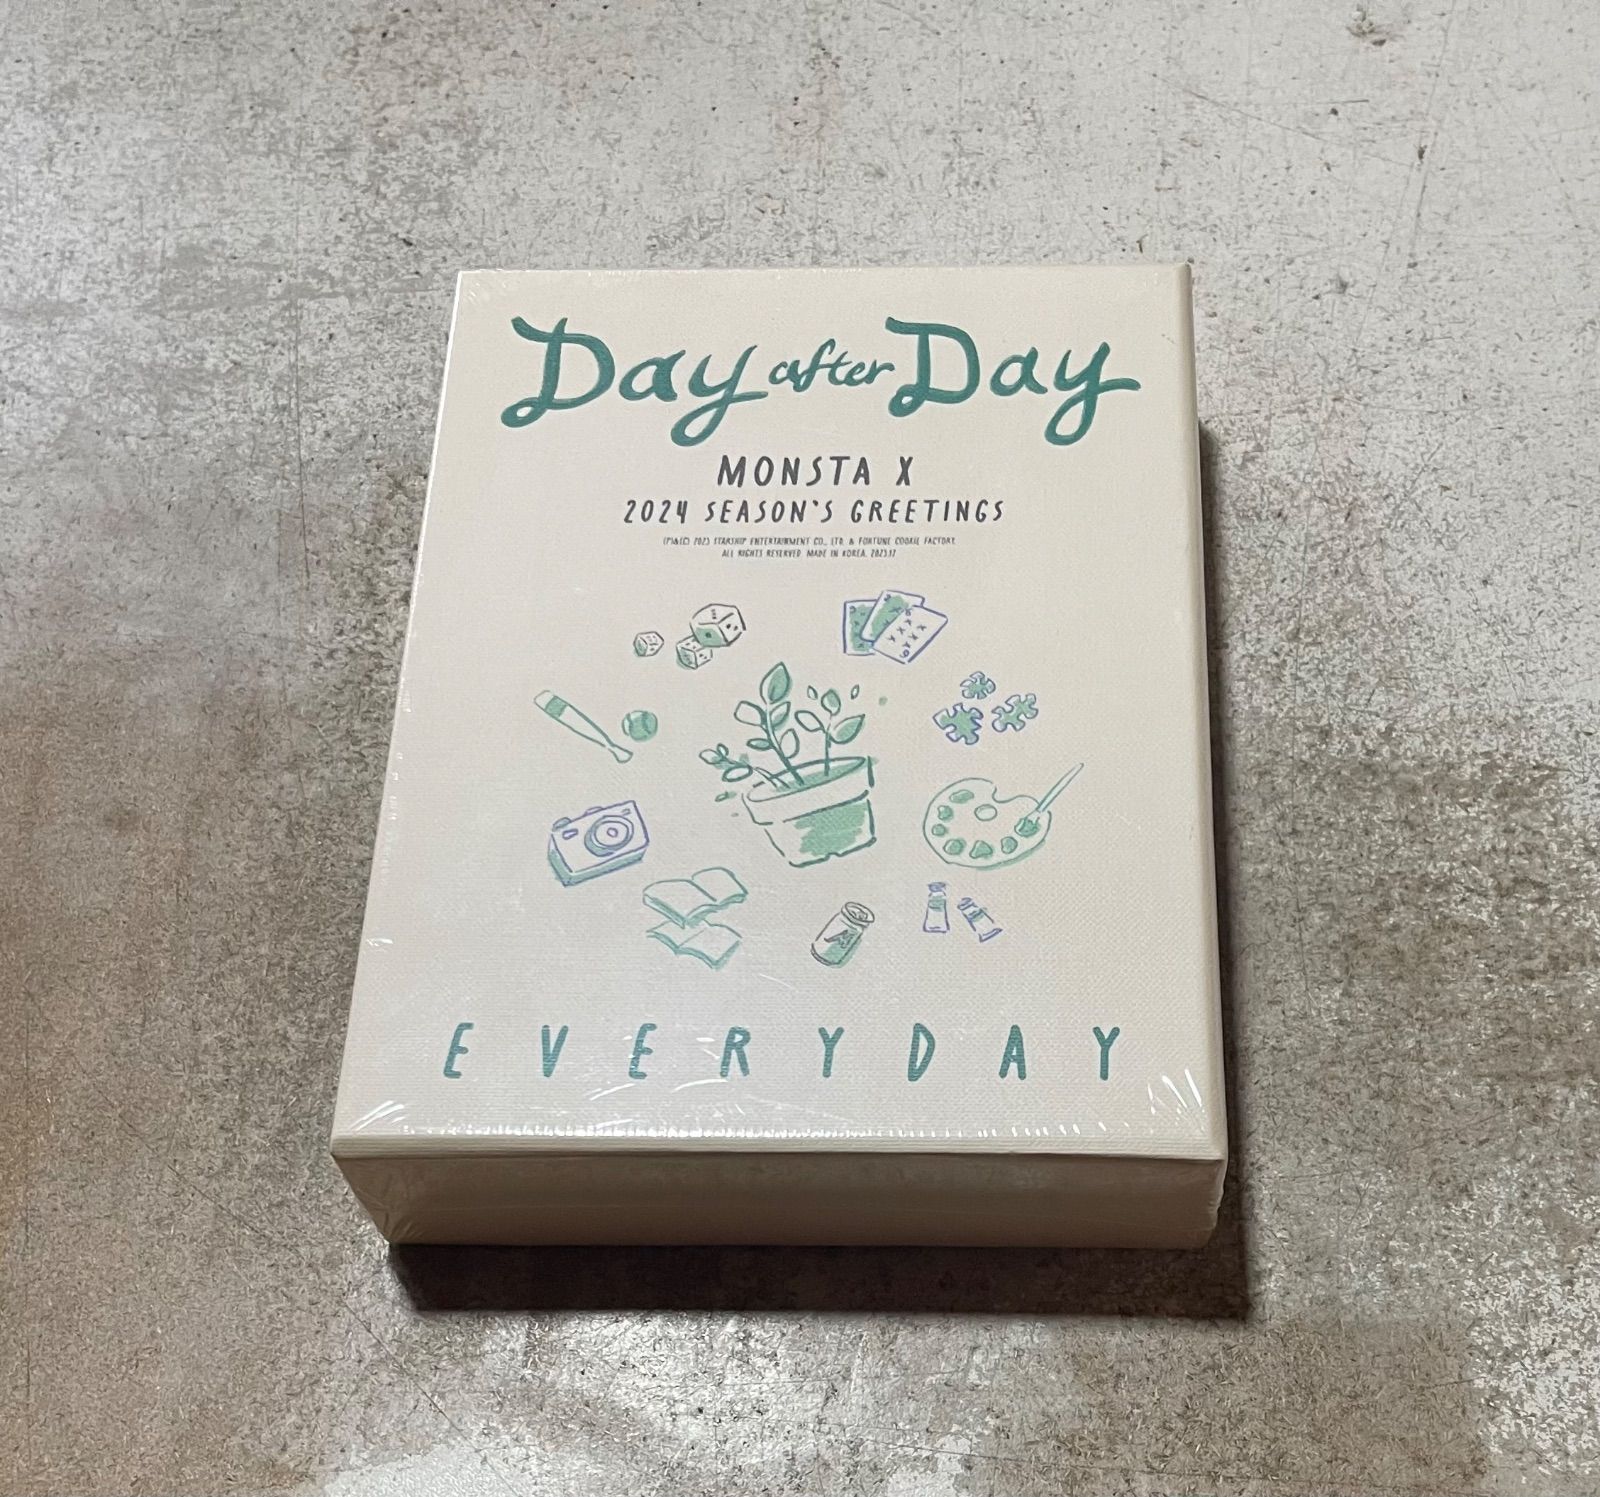 Day after Day
MONSTA X
2024 SEASON'S GREETINGS
(P)&(C) 2023 STARSHIP ENTERTAINMENT CO., LTD. & FORTUNE COOKIE FACTORY.
ALL RIGHTS RESERVED. MADE IN KOREA. 2023.12
EVERYDAY